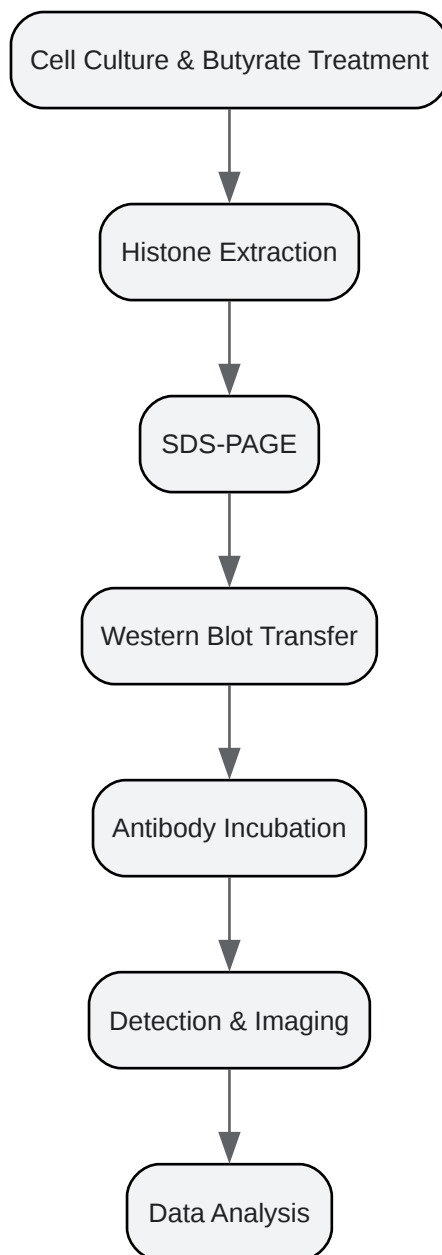 Cell Culture & Butyrate Treatment
Histone Extraction
SDS-PAGE
Western Blot Transfer
Antibody Incubation
Detection & Imaging
Data Analysis